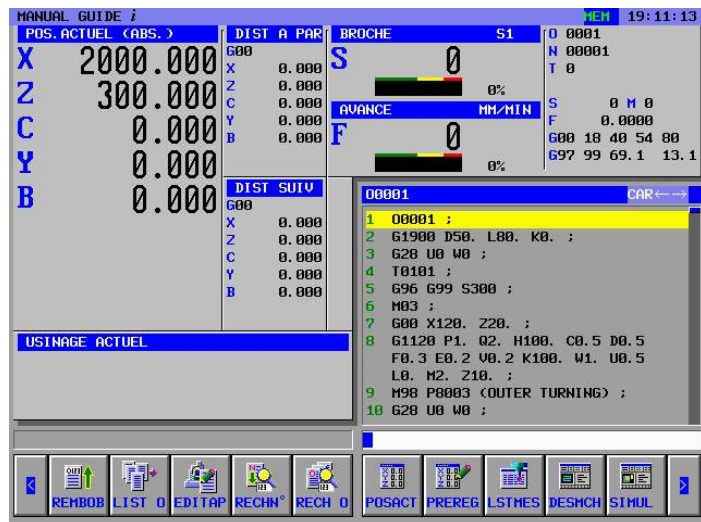 MANUAL GUIDE i MEM 19:11:13
POS.ACTUEL (ABS.)
X 2000.000
Z 300.000
C 0.000
Y 0.000
B 0.000
DIST A PAR
G00
X 0.000
Z 0.000
C 0.000
Y 0.000
B 0.000
DIST SUIV
G00
X 0.000
Z 0.000
C 0.000
Y 0.000
B 0.000
BROCHE S1
S 0
0%
AVANCE MM/MIN
F 0
0%
O 0001
N 00001
T 0
S 0 M 0
F 0.0000
G00 18 40 54 80
G97 99 69.1 13.1
USINAGE ACTUEL
O0001 CAR←→
1 O0001 ;
2 G1900 D50. L80. K0. ;
3 G28 U0 W0 ;
4 T0101 ;
5 G96 G99 S300 ;
6 M03 ;
7 G00 X120. Z20. ;
8 G1120 P1. Q2. H100. C0.5 D0.5
F0.3 E0.2 V0.2 K100. W1. U0.5
L0. M2. Z10. ;
9 M98 P8003 (OUTER TURNING) ;
10 G28 U0 W0 ;
REMBOB LIST O EDITAP RECHN° RECH O POSACT PREREG LSTMES DESMCH SIMUL